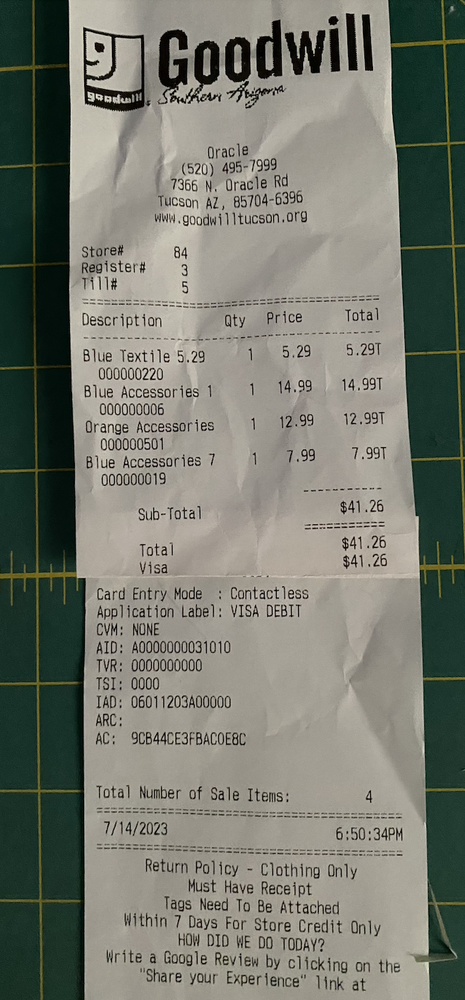 goodwill
Goodwill
Southern Arizona
Oracle
(520) 495-7999
7366 N. Oracle Rd
Tucson AZ, 85704-6396
www.goodwilltucson.org
Store# 84
Register# 3
Till# 5
Description Qty Price Total
Blue Textile 5.29 1 5.29 5.29T
000000220
Blue Accessories 1 1 14.99 14.99T
000000006
Orange Accessories 1 12.99 12.99T
000000501
Blue Accessories 7 1 7.99 7.99T
000000019
Sub-Total $41.26
Total $41.26
Visa $41.26
Card Entry Mode : Contactless
Application Label: VISA DEBIT
CVM: NONE
AID: A0000000031010
TVR: 0000000000
TSI: 0000
IAD: 06011203A00000
ARC:
AC: 9CB44CE3FBAC0E8C
Total Number of Sale Items: 4
7/14/2023 6:50:34PM
Return Policy - Clothing Only
Must Have Receipt
Tags Need To Be Attached
Within 7 Days For Store Credit Only
HOW DID WE DO TODAY?
Write a Google Review by clicking on the
"Share your Experience" link at